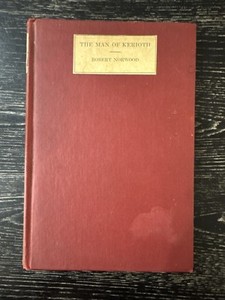 THE MAN OF KERIOTH
ROBERT NORWOOD